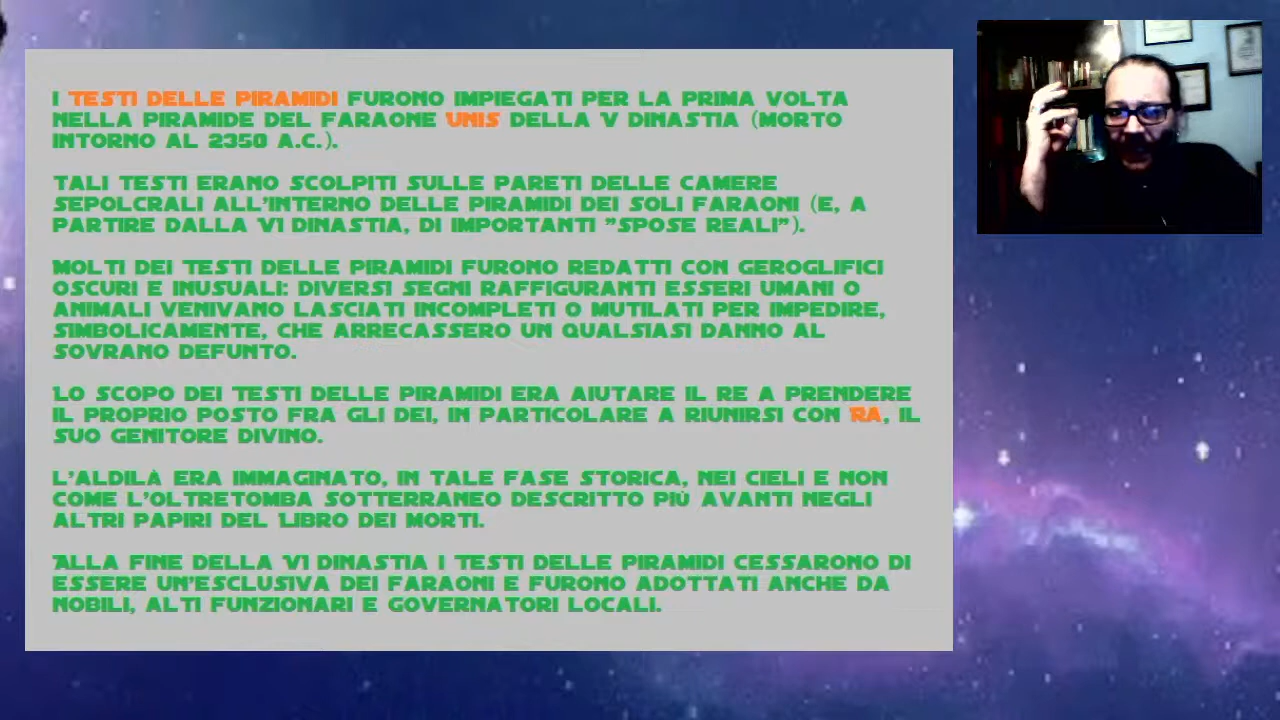 I TESTI DELLE PIRAMIDI FURONO IMPIEGATI PER LA PRIMA VOLTA
NELLA PIRAMIDE DEL FARAONE UNIS DELLA V DINASTIA (MORTO
INTORNO AL 2350 A.C.).
TALI TESTI ERANO SCOLPITI SULLE PARETI DELLE CAMERE
SEPOLCRALI ALL'INTERNO DELLE PIRAMIDI DEI SOLI FARAONI (E, A
PARTIRE DALLA VI DINASTIA, DI IMPORTANTI "SPOSE REALI").
MOLTI DEI TESTI DELLE PIRAMIDI FURONO REDATTI CON GEROGLIFICI
OSCURI E INUSUALI: DIVERSI SEGNI RAFFIGURANTI ESSERI UMANI O
ANIMALI VENIVANO LASCIATI INCOMPLETI O MUTILATI PER IMPEDIRE,
SIMBOLICAMENTE, CHE ARRECASSERO UN QUALSIASI DANNO AL
SOVRANO DEFUNTO.
LO SCOPO DEI TESTI DELLE PIRAMIDI ERA AIUTARE IL RE A PRENDERE
IL PROPRIO POSTO FRA GLI DEI, IN PARTICOLARE A RIUNIRSI CON RA, IL
SUO GENITORE DIVINO.
L'ALDILÀ ERA IMMAGINATO, IN TALE FASE STORICA, NEI CIELI E NON
COME L'OLTRETOMBA SOTTERRANEO DESCRITTO PIÙ AVANTI NEGLI
ALTRI PAPIRI DEL LIBRO DEI MORTI.
ALLA FINE DELLA VI DINASTIA I TESTI DELLE PIRAMIDI CESSARONO DI
ESSERE UN'ESCLUSIVA DEI FARAONI E FURONO ADOTTATI ANCHE DA
NOBILI, ALTI FUNZIONARI E GOVERNATORI LOCALI.